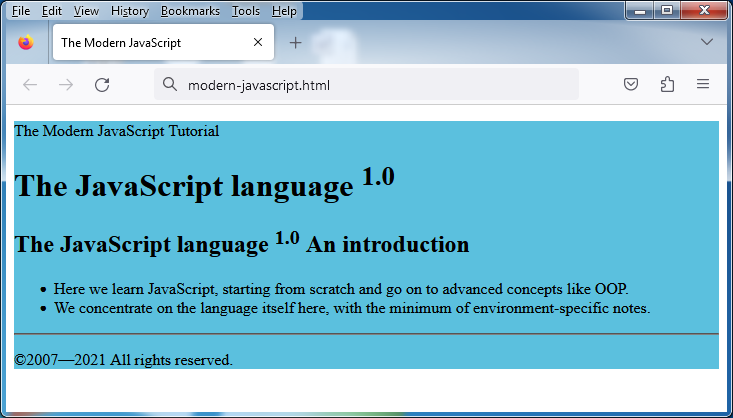 File Edit View History Bookmarks Tools Help
The Modern JavaScript
modern-javascript.html
The Modern JavaScript Tutorial
The JavaScript language 1.0
The JavaScript language 1.0 An introduction
• Here we learn JavaScript, starting from scratch and go on to advanced concepts like OOP.
• We concentrate on the language itself here, with the minimum of environment-specific notes.
©2007—2021 All rights reserved.